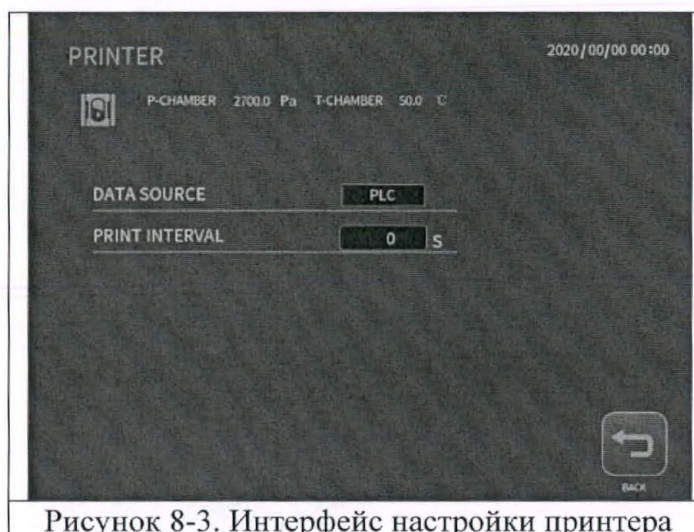 PRINTER 2020/00/00 00:00
P-CHAMBER 2700.0 Pa T-CHAMBER 50.0 ℃
DATA SOURCE PLC
PRINT INTERVAL 0 S
BACK
Рисунок 8-3. Интерфейс настройки принтера